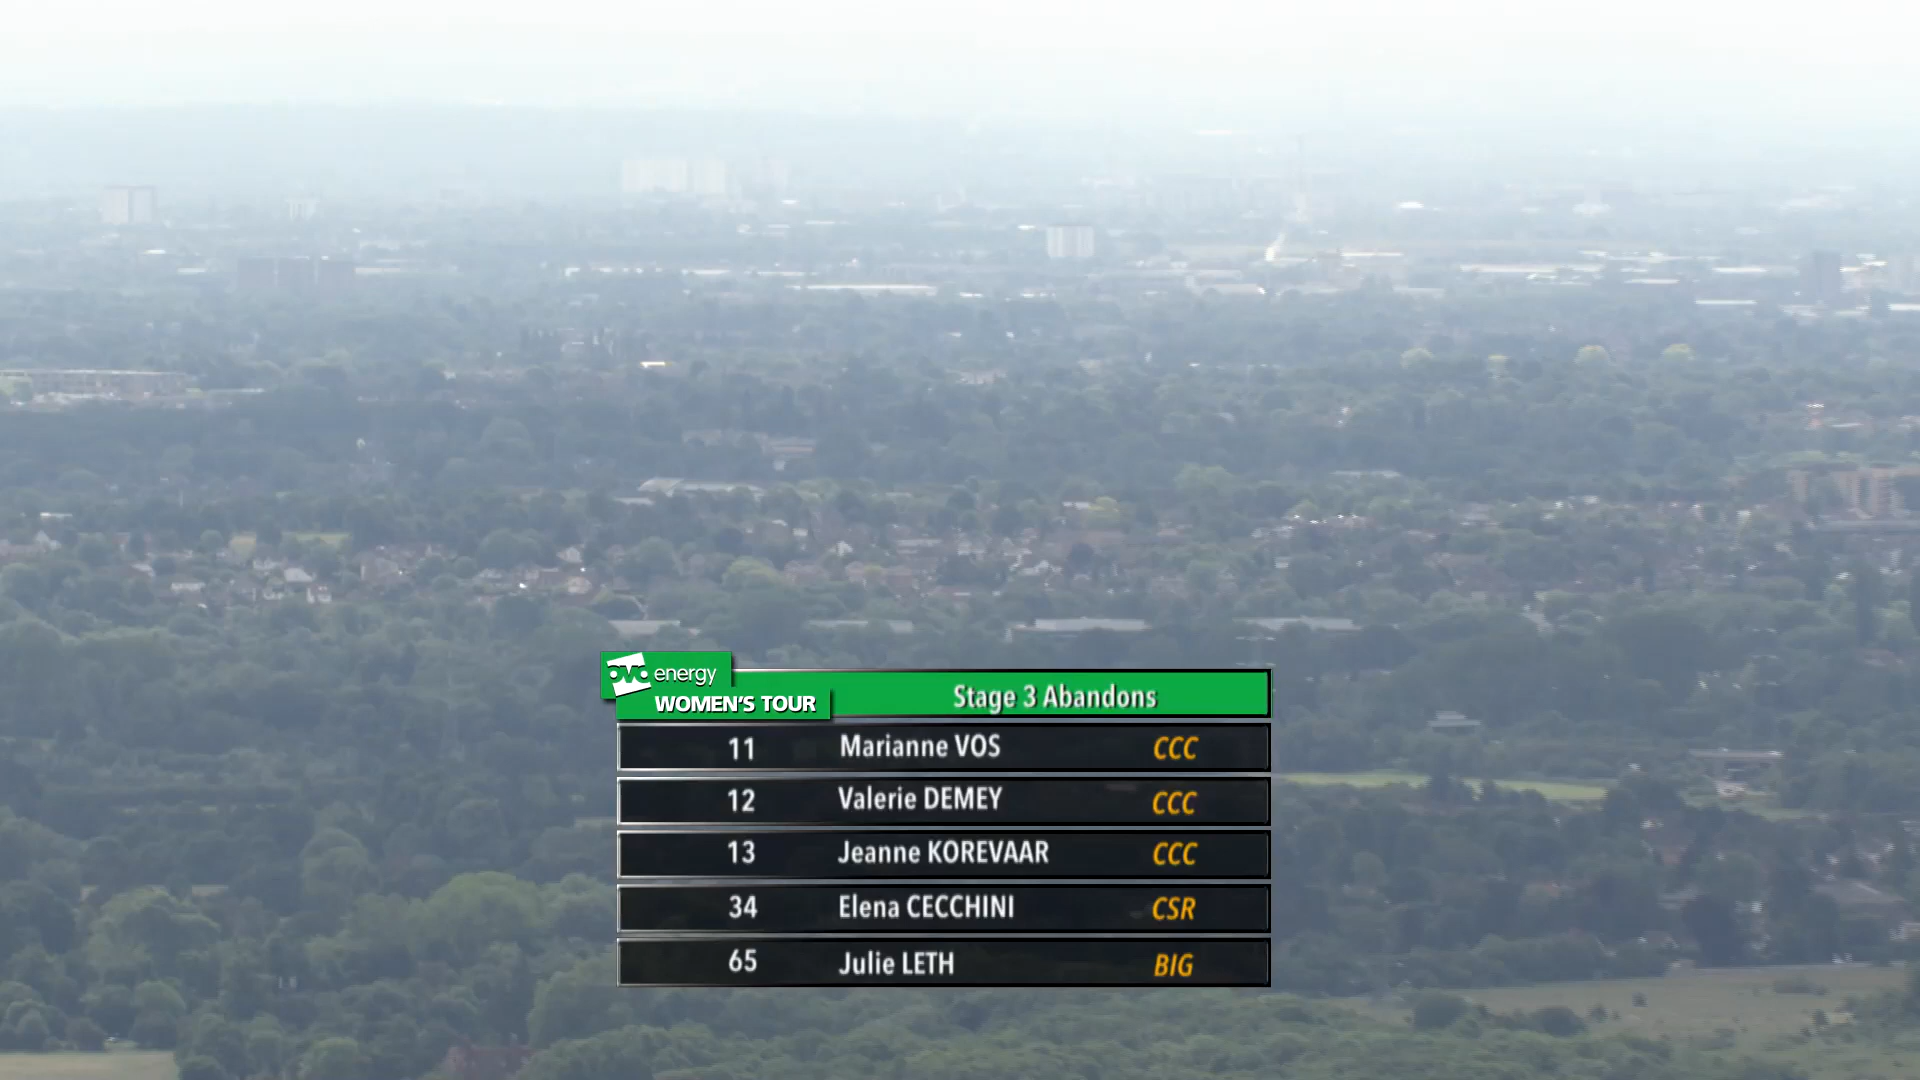 ovo energy
WOMEN'S TOUR
Stage 3 Abandons
11 Marianne VOS CCC
12 Valerie DEMEY CCC
13 Jeanne KOREVAAR CCC
34 Elena CECCHINI CSR
65 Julie LETH BIG